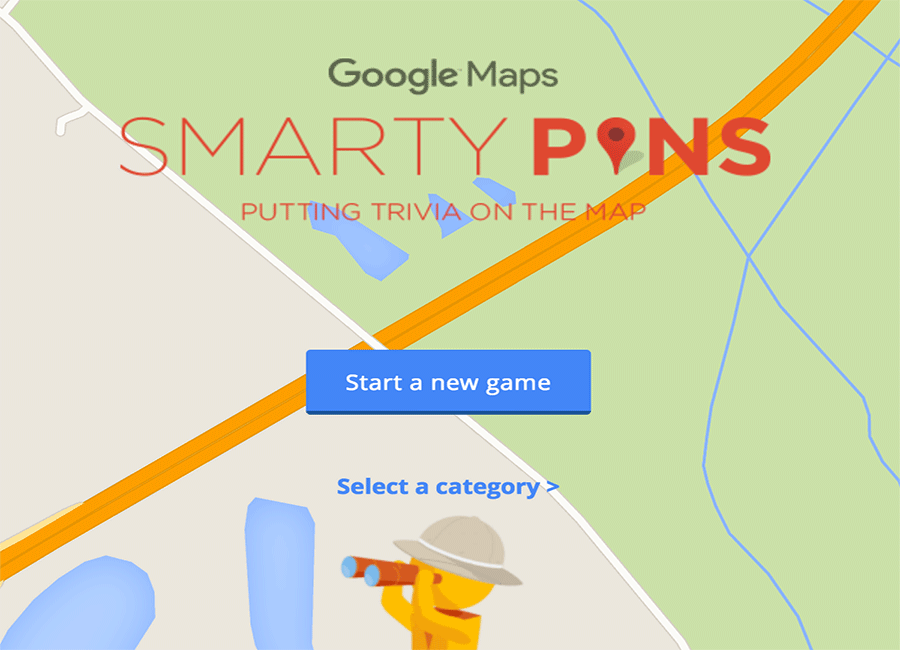 Google Maps
SMARTY PINS
PUTTING TRIVIA ON THE MAP
Start a new game
Select a category >